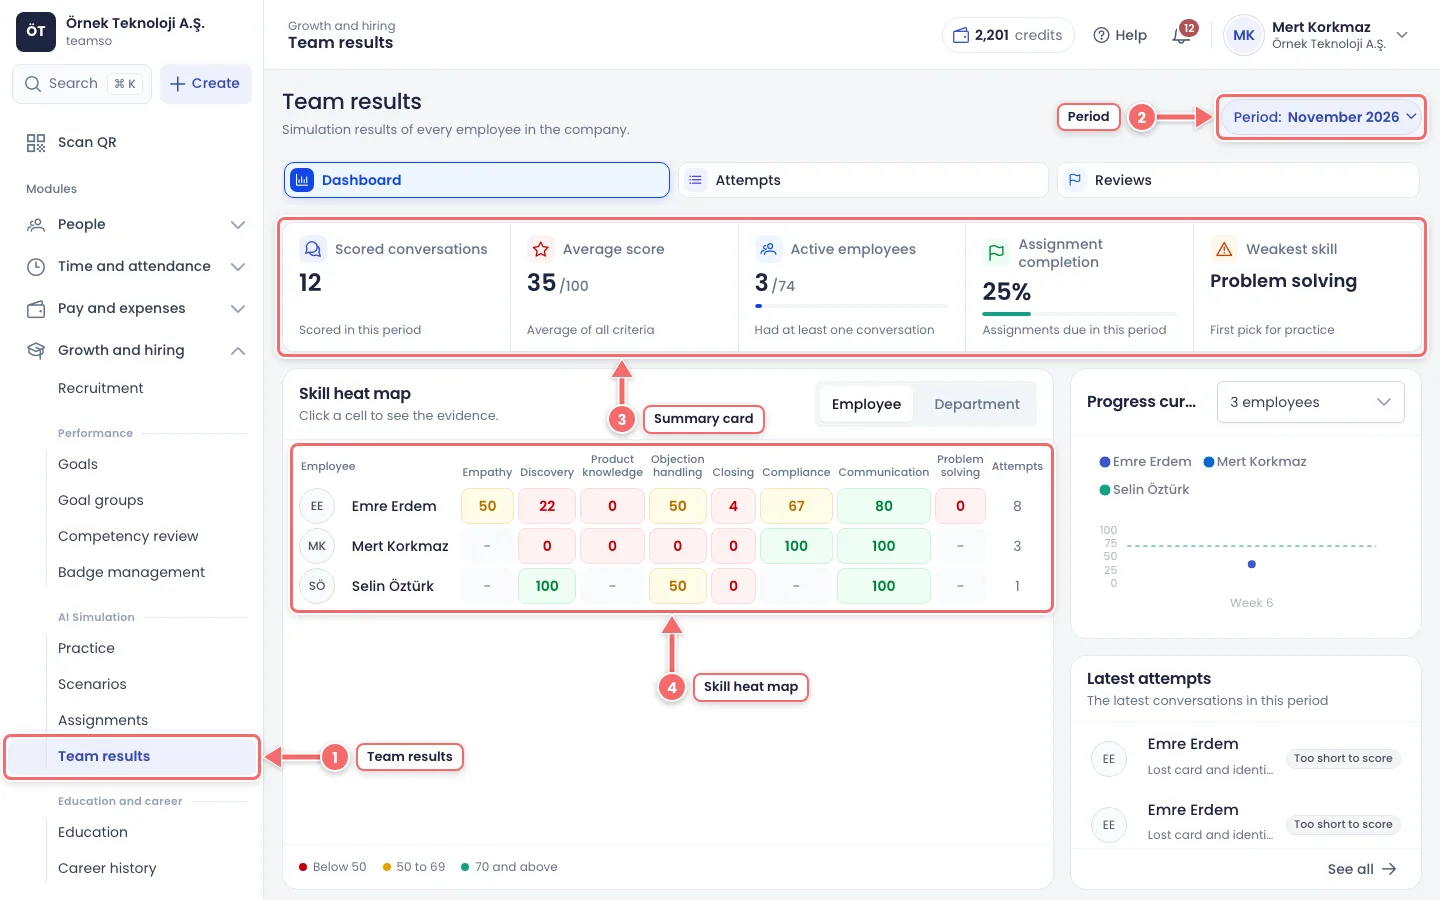 ÖT
Örnek Teknoloji A.Ş.
teamso
Search
⌘ K
Create
Scan QR
Modules
People
Time and attendance
Pay and expenses
Growth and hiring
Recruitment
Performance
Goals
Goal groups
Competency review
Badge management
AI Simulation
Practice
Scenarios
Assignments
Team results
Education and career
Education
Career history
Growth and hiring
Team results
2,201 credits
Help
12
MK
Mert Korkmaz
Örnek Teknoloji A.Ş.
Team results
Simulation results of every employee in the company.
Period
2
Period: November 2026
Dashboard
Attempts
Reviews
Scored conversations
12
Scored in this period
Average score
35 /100
Average of all criteria
Active employees
3 /74
Had at least one conversation
Assignment
completion
25%
Assignments due in this period
Weakest skill
Problem solving
First pick for practice
Skill heat map
Click a cell to see the evidence.
3
Summary card
Employee
Department
Employee
Empathy
Discovery
Product
knowledge
Objection
handling
Closing
Compliance
Communication
Problem
solving
Attempts
EE Emre Erdem 50 22 0 50 4 67 80 0 8
MK Mert Korkmaz - 0 0 0 0 100 100 - 3
SÖ Selin Öztürk - 100 - 50 0 - 100 - 1
4
Skill heat map
1
Team results
Below 50
50 to 69
70 and above
Progress cur...
3 employees
Emre Erdem
Mert Korkmaz
Selin Öztürk
100
75
50
25
0
Week 6
Latest attempts
The latest conversations in this period
EE
Emre Erdem
Lost card and identi...
Too short to score
EE
Emre Erdem
Lost card and identi...
Too short to score
See all